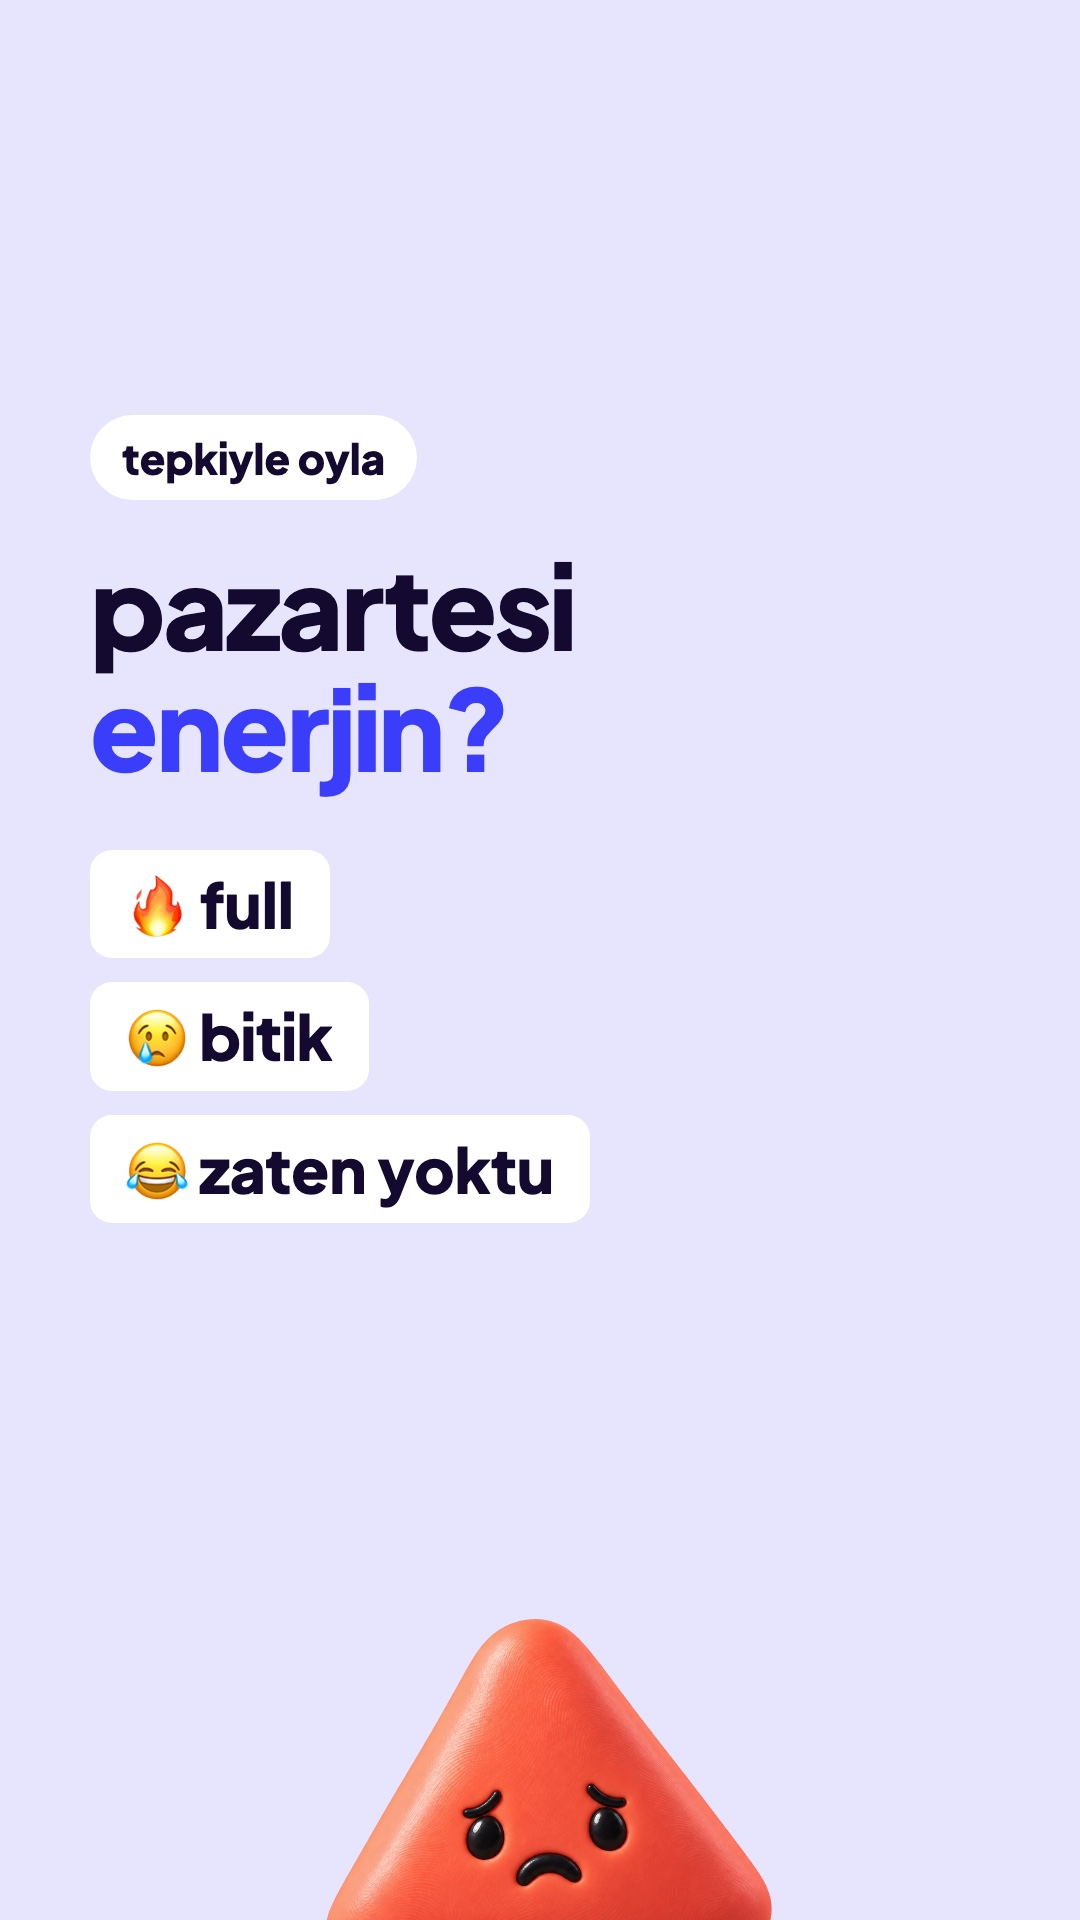 tepkiyle oyla
pazartesi
enerjin?
🔥 full
😢 bitik
😂 zaten yoktu